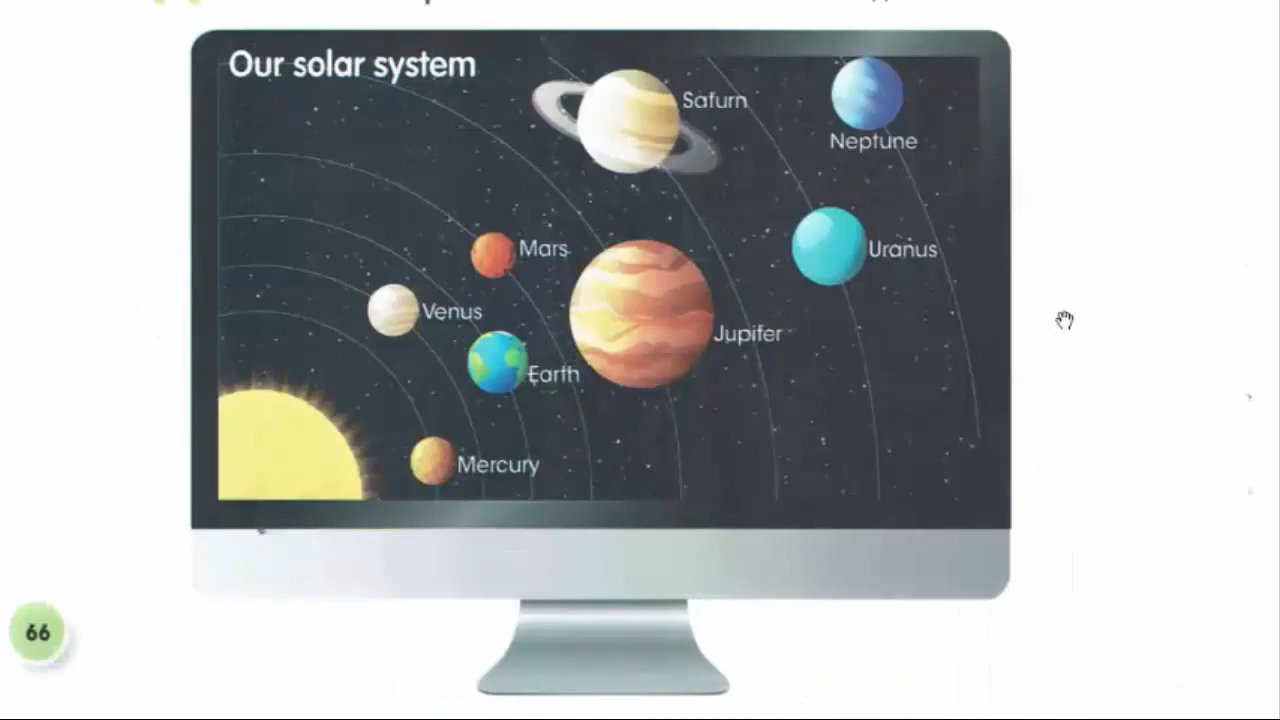 Our solar system
Saturn
Neptune
Mars
Uranus
Venus
Jupiter
Earth
Mercury
66